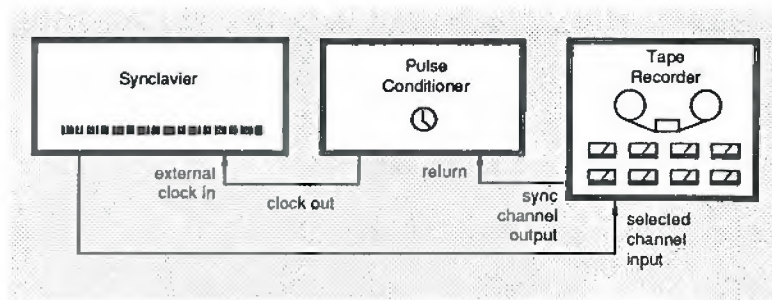 Synclavier
Pulse
Conditioner
Tape
Recorder
external
clock in
clock out
return
sync
channel
output
selected
channel
input